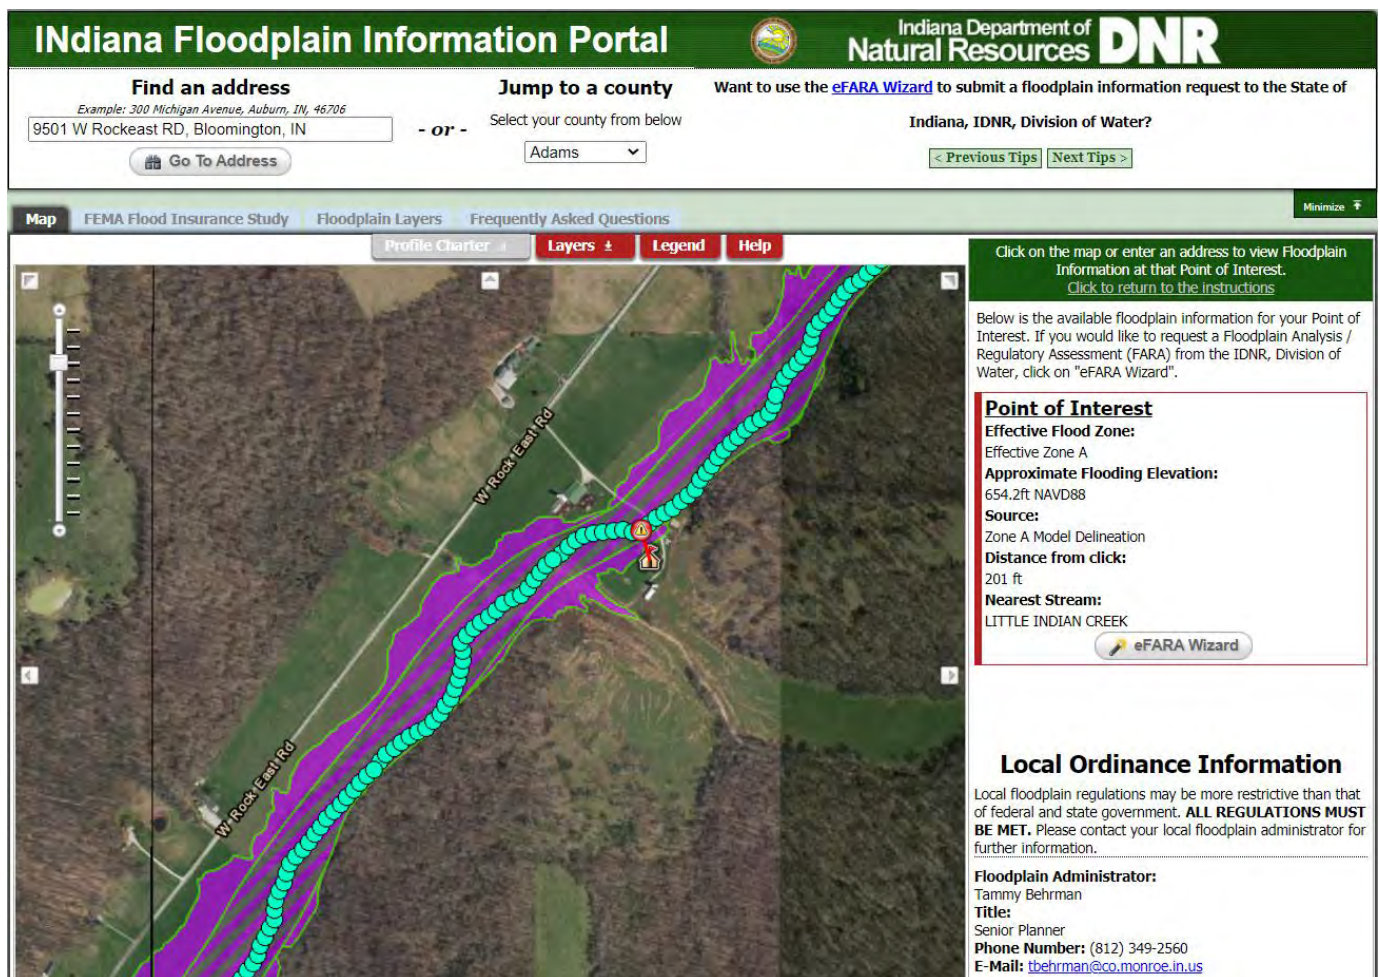 INdiana Floodplain Information Portal
Indiana Department of
Natural Resources
DNR
Find an address
Example: 300 Michigan Avenue, Auburn, IN, 46706
9501 W Rockeast RD, Bloomington, IN
Go To Address
- or -
Jump to a county
Select your county from below
Adams
Want to use the eFARA Wizard to submit a floodplain information request to the State of
Indiana, IDNR, Division of Water?
< Previous Tips
Next Tips >
Minimize
Map
FEMA Flood Insurance Study
Floodplain Layers
Frequently Asked Questions
Profile Charter
Layers
Legend
Help
W Rock East Rd
W Rock East Rd
Click on the map or enter an address to view Floodplain
Information at that Point of Interest.
Click to return to the instructions
Below is the available floodplain information for your Point of
Interest. If you would like to request a Floodplain Analysis /
Regulatory Assessment (FARA) from the IDNR, Division of
Water, click on "eFARA Wizard".
Point of Interest
Effective Flood Zone:
Effective Zone A
Approximate Flooding Elevation:
654.2ft NAVD88
Source:
Zone A Model Delineation
Distance from click:
201 ft
Nearest Stream:
LITTLE INDIAN CREEK
eFARA Wizard
Local Ordinance Information
Local floodplain regulations may be more restrictive than that
of federal and state government. ALL REGULATIONS MUST
BE MET. Please contact your local floodplain administrator for
further information.
Floodplain Administrator:
Tammy Behrman
Title:
Senior Planner
Phone Number: (812) 349-2560
E-Mail: tbehrman@co.monroe.in.us